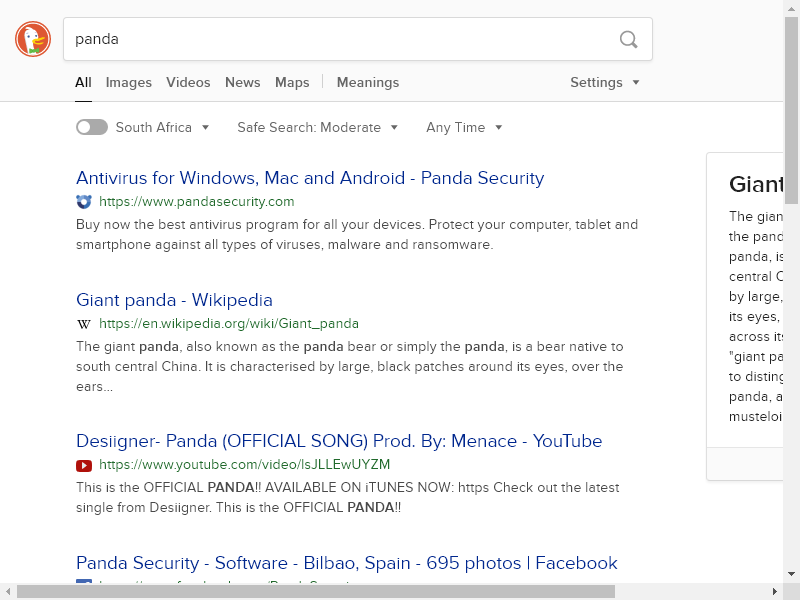 panda
All Images Videos News Maps Meanings Settings
South Africa Safe Search: Moderate Any Time
Antivirus for Windows, Mac and Android - Panda Security
https://www.pandasecurity.com
Buy now the best antivirus program for all your devices. Protect your computer, tablet and
smartphone against all types of viruses, malware and ransomware.
Giant panda - Wikipedia
W https://en.wikipedia.org/wiki/Giant_panda
The giant panda, also known as the panda bear or simply the panda, is a bear native to
south central China. It is characterised by large, black patches around its eyes, over the
ears...
Desiigner- Panda (OFFICIAL SONG) Prod. By: Menace - YouTube
https://www.youtube.com/video/lsJLLEwUYZM
This is the OFFICIAL PANDA!! AVAILABLE ON iTUNES NOW: https Check out the latest
single from Desiigner. This is the OFFICIAL PANDA!!
Panda Security - Software - Bilbao, Spain - 695 photos | Facebook
Giant
The gian
the pand
panda, is
central C
by large,
its eyes,
across its
"giant pa
to disting
panda, a
musteloi